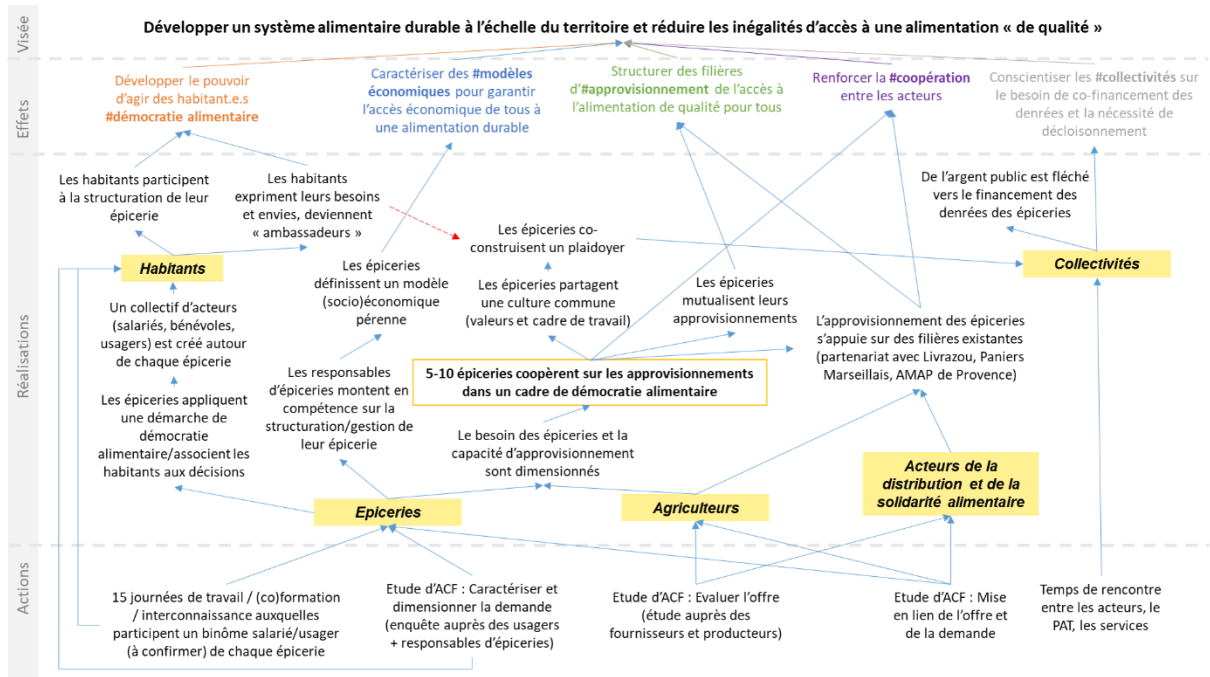 Visée
Développer un système alimentaire durable à l’échelle du territoire et réduire les inégalités d’accès à une alimentation « de qualité »
Effets
Développer le pouvoir
d’agir des habitant.e.s
#démocratie alimentaire
Caractériser des #modèles
économiques pour garantir
l’accès économique de tous à
une alimentation durable
Structurer des filières
d’#approvisionnement de l’accès à
l’alimentation de qualité pour tous
Renforcer la #coopération
entre les acteurs
Conscientiser les #collectivités sur
le besoin de co-financement des
denrées et la nécessité de
décloisonnement
Réalisations
Les habitants participent
à la structuration de leur
épicerie
Les habitants
expriment leurs besoins
et envies, deviennent
« ambassadeurs »
Les épiceries co-
construisent un plaidoyer
De l’argent public est fléché
vers le financement des
denrées des épiceries
Habitants
Collectivités
Les épiceries
définissent un modèle
(socio)économique
pérenne
Les épiceries partagent
une culture commune
(valeurs et cadre de travail)
Les épiceries
mutualisent leurs
approvisionnements
Un collectif d’acteurs
(salariés, bénévoles,
usagers) est créé autour
de chaque épicerie
L’approvisionnement des épiceries
s’appuie sur des filières existantes
(partenariat avec Livrazou, Paniers
Marseillais, AMAP de Provence)
Les responsables
d’épiceries montent en
compétence sur la
structuration/gestion de
leur épicerie
5-10 épiceries coopèrent sur les approvisionnements
dans un cadre de démocratie alimentaire
Les épiceries appliquent
une démarche de
démocratie
alimentaire/associent les
habitants aux décisions
Le besoin des épiceries et la
capacité d’approvisionnement
sont dimensionnés
Acteurs de la
distribution et de la
solidarité alimentaire
Epiceries
Agriculteurs
Actions
15 journées de travail / (co)formation
/ interconnaissance auxquelles
participent un binôme salarié/usager
(à confirmer) de chaque épicerie
Etude d’ACF : Caractériser et
dimensionner la demande
(enquête auprès des usagers
+ responsables d’épiceries)
Etude d’ACF : Evaluer l’offre
(étude auprès des
fournisseurs et producteurs)
Etude d’ACF : Mise
en lien de l’offre et
de la demande
Temps de rencontre
entre les acteurs, le
PAT, les services